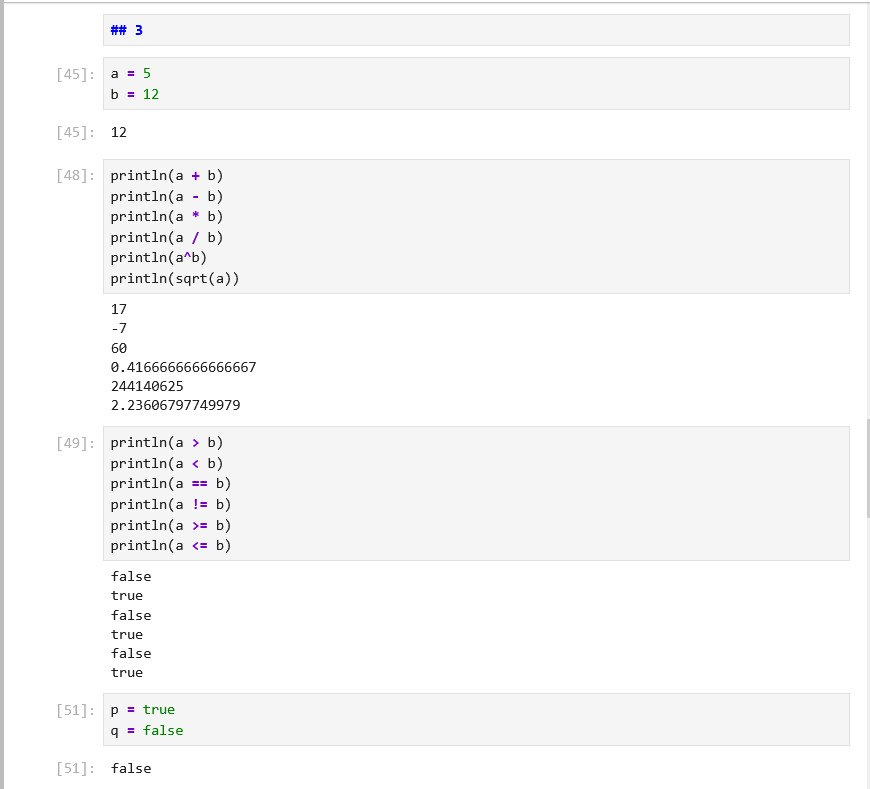 ## 3
[45]: a = 5
b = 12
[45]: 12
[48]: println(a + b)
println(a - b)
println(a * b)
println(a / b)
println(a^b)
println(sqrt(a))
17
-7
60
0.4166666666666667
244140625
2.23606797749979
[49]: println(a > b)
println(a < b)
println(a == b)
println(a != b)
println(a >= b)
println(a <= b)
false
true
false
true
false
true
[51]: p = true
q = false
[51]: false